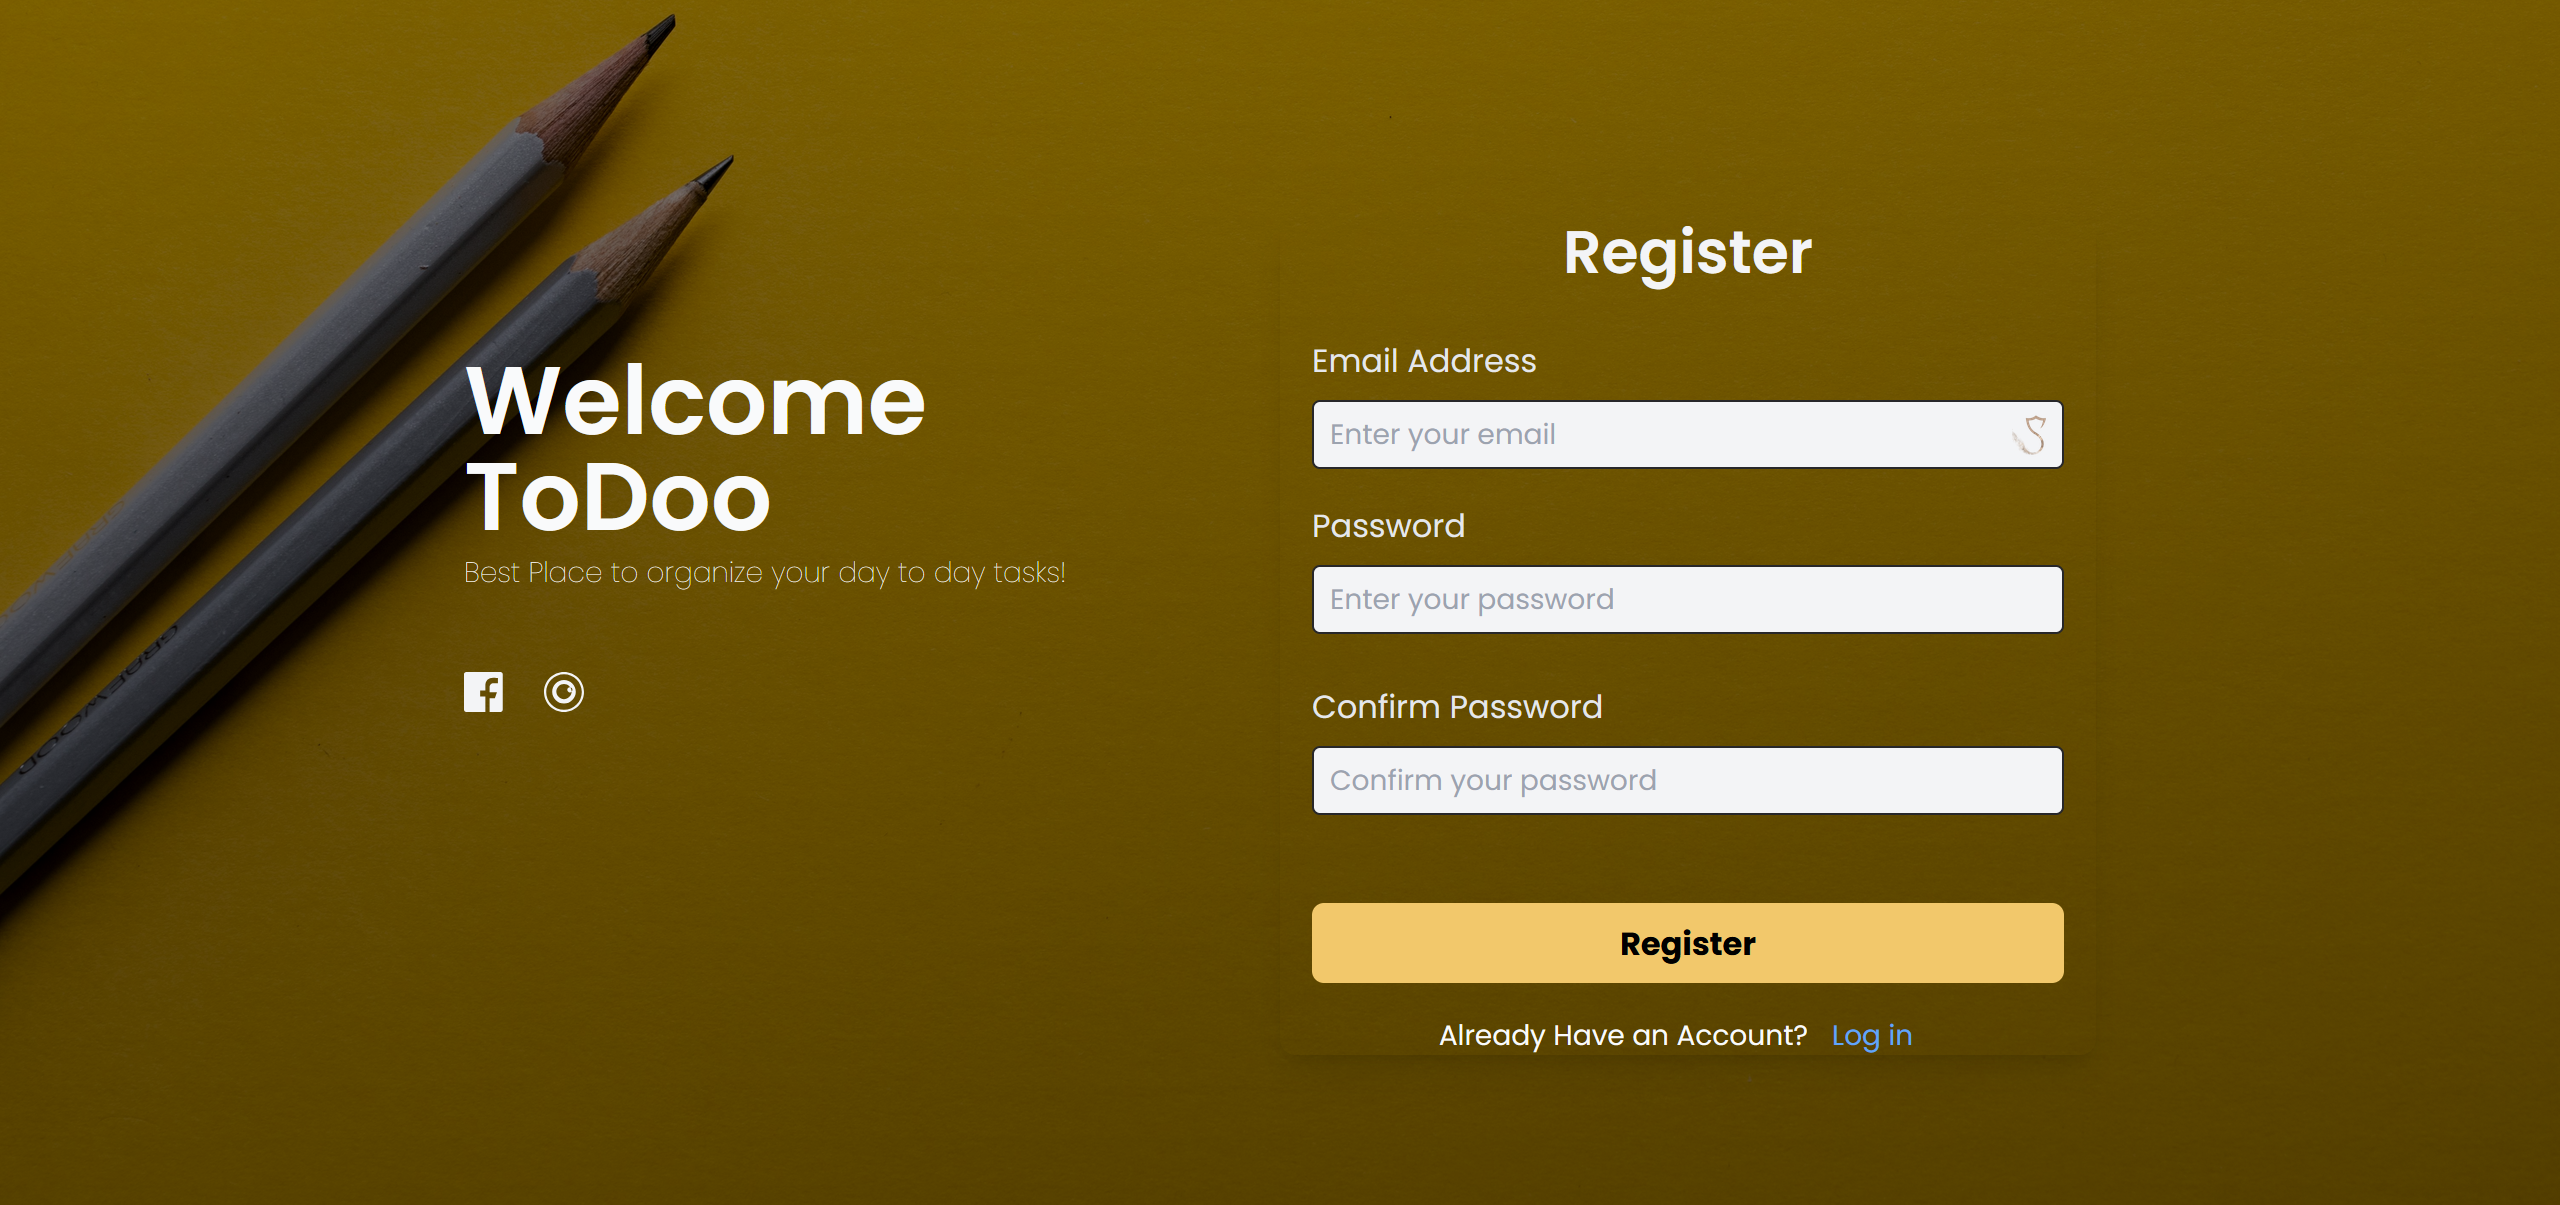 Welcome
ToDoo
Best Place to organize your day to day tasks!
Register
Email Address
Enter your email
Password
Enter your password
Confirm Password
Confirm your password
Register
Already Have an Account? Log in